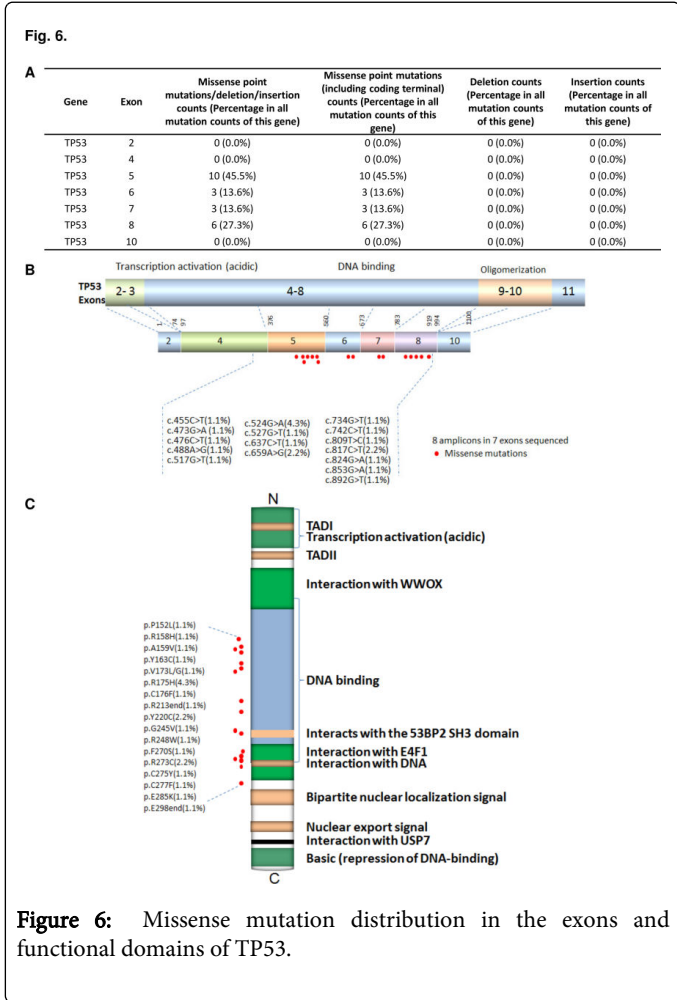 Fig. 6.
A
Gene Exon Missense point mutations/deletion/insertion counts (Percentage in all mutation counts of this gene) Missense point mutations (including coding terminal) counts (Percentage in all mutation counts of this gene) Deletion counts (Percentage in all mutation counts of this gene) Insertion counts (Percentage in all mutation counts of this gene)
TP53 2 0 (0.0%) 0 (0.0%) 0 (0.0%) 0 (0.0%)
TP53 4 0 (0.0%) 0 (0.0%) 0 (0.0%) 0 (0.0%)
TP53 5 10 (45.5%) 10 (45.5%) 0 (0.0%) 0 (0.0%)
TP53 6 3 (13.6%) 3 (13.6%) 0 (0.0%) 0 (0.0%)
TP53 7 3 (13.6%) 3 (13.6%) 0 (0.0%) 0 (0.0%)
TP53 8 6 (27.3%) 6 (27.3%) 0 (0.0%) 0 (0.0%)
TP53 10 0 (0.0%) 0 (0.0%) 0 (0.0%) 0 (0.0%)
B
Transcription activation (acidic) DNA binding Oligomerization
TP53 Exons 2-3 4-8 9-10 11
1 74 97 376 560 673 783 919 994
2 4 5 6 7 8 10
c.455C>T(1.1%)
c.473G>A (1.1%)
c.476C>T(1.1%)
c.488A>G(1.1%)
c.517G>T(1.1%)
c.524G>A(4.3%)
c.527G>T(1.1%)
c.637C>T(1.1%)
c.659A>G(2.2%)
c.734G>T(1.1%)
c.742C>T(1.1%)
c.809T>C(1.1%)
c.817C>T(2.2%)
c.824G>A(1.1%)
c.853G>A(1.1%)
c.892G>T(1.1%)
8 amplicons in 7 exons sequenced
Missense mutations
C
N
TADI
Transcription activation (acidic)
TADII
Interaction with WWOX
DNA binding
Interacts with the 53BP2 SH3 domain
Interaction with E4F1
Interaction with DNA
Bipartite nuclear localization signal
Nuclear export signal
Interaction with USP7
Basic (repression of DNA-binding)
C
p.P152L(1.1%)
p.R158H(1.1%)
p.A159V(1.1%)
p.Y163C(1.1%)
p.V173L/G(1.1%)
p.R175H(4.3%)
p.C176F(1.1%)
p.R213end(1.1%)
p.Y220C(2.2%)
p.G245V(1.1%)
p.R248W(1.1%)
p.F270S(1.1%)
p.R273C(2.2%)
p.C275Y(1.1%)
p.C277F(1.1%)
p.E285K(1.1%)
p.E298end(1.1%)
Figure 6: Missense mutation distribution in the exons and
functional domains of TP53.